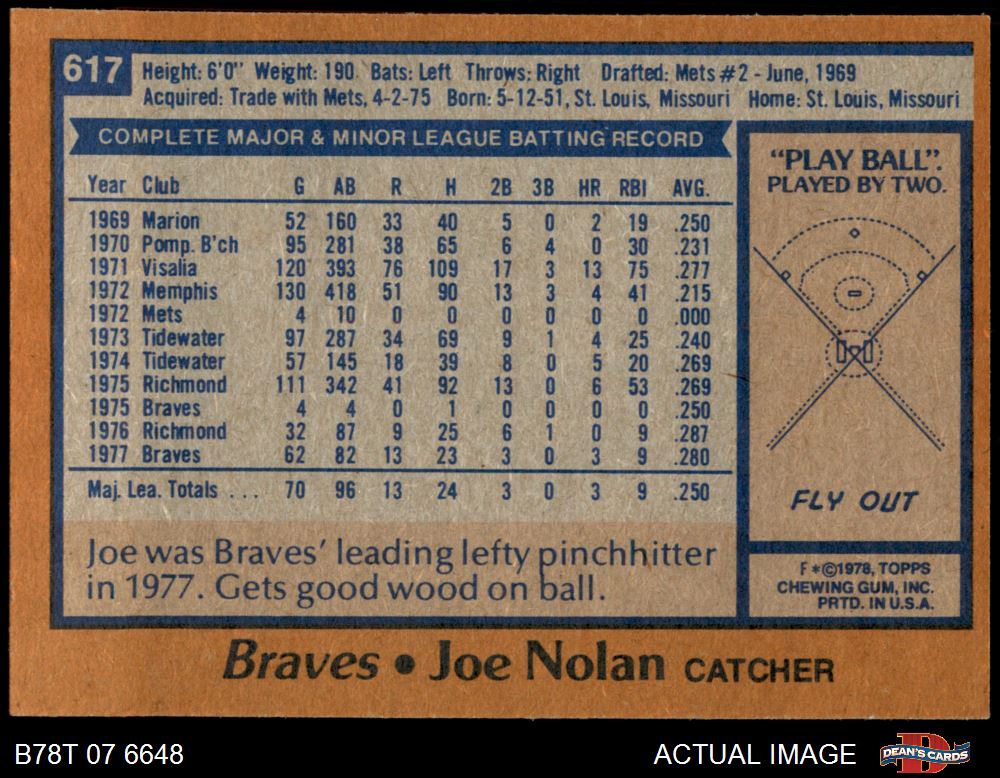 617
Height: 6'0" Weight: 190 Bats: Left Throws: Right Drafted: Mets #2 - June, 1969
Acquired: Trade with Mets, 4-2-75 Born: 5-12-51, St. Louis, Missouri Home: St. Louis, Missouri
COMPLETE MAJOR & MINOR LEAGUE BATTING RECORD
Year Club G AB R H 2B 3B HR RBI AVG.
1969 Marion 52 160 33 40 5 0 2 19 .250
1970 Pomp. B'ch 95 281 38 65 6 4 0 30 .231
1971 Visalia 120 393 76 109 17 3 13 75 .277
1972 Memphis 130 418 51 90 13 3 4 41 .215
1972 Mets 4 10 0 0 0 0 0 0 .000
1973 Tidewater 97 287 34 69 9 1 4 25 .240
1974 Tidewater 57 145 18 39 8 0 5 20 .269
1975 Richmond 111 342 41 92 13 0 6 53 .269
1975 Braves 4 4 0 1 0 0 0 0 .250
1976 Richmond 32 87 9 25 6 1 0 9 .287
1977 Braves 62 82 13 23 3 0 3 9 .280
Maj. Lea. Totals ... 70 96 13 24 3 0 3 9 .250
Joe was Braves' leading lefty pinchhitter
in 1977. Gets good wood on ball.
"PLAY BALL".
PLAYED BY TWO.
FLY OUT
F *©1978, TOPPS
CHEWING GUM, INC.
PRTD. IN U.S.A.
Braves • Joe Nolan CATCHER
B78T 07 6648
ACTUAL IMAGE
D
DEAN'S CARDS